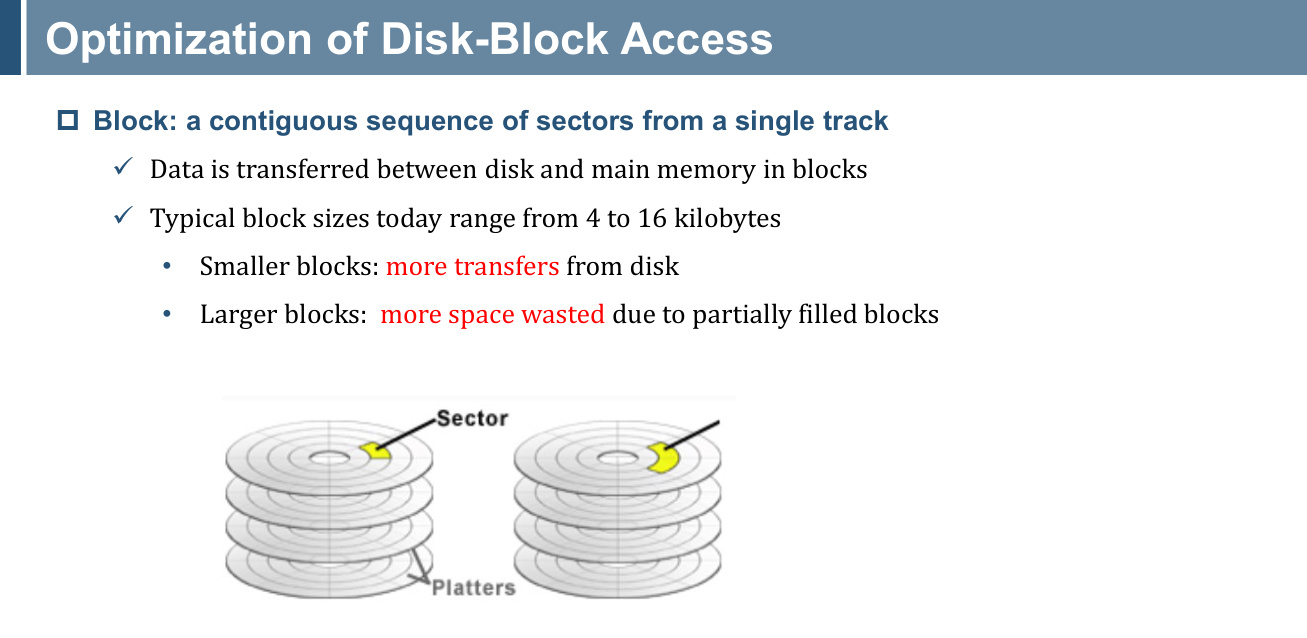 Optimization of Disk-Block Access
Block: a contiguous sequence of sectors from a single track
Data is transferred between disk and main memory in blocks
Typical block sizes today range from 4 to 16 kilobytes
Smaller blocks: more transfers from disk
Larger blocks: more space wasted due to partially filled blocks
Sector
Platters